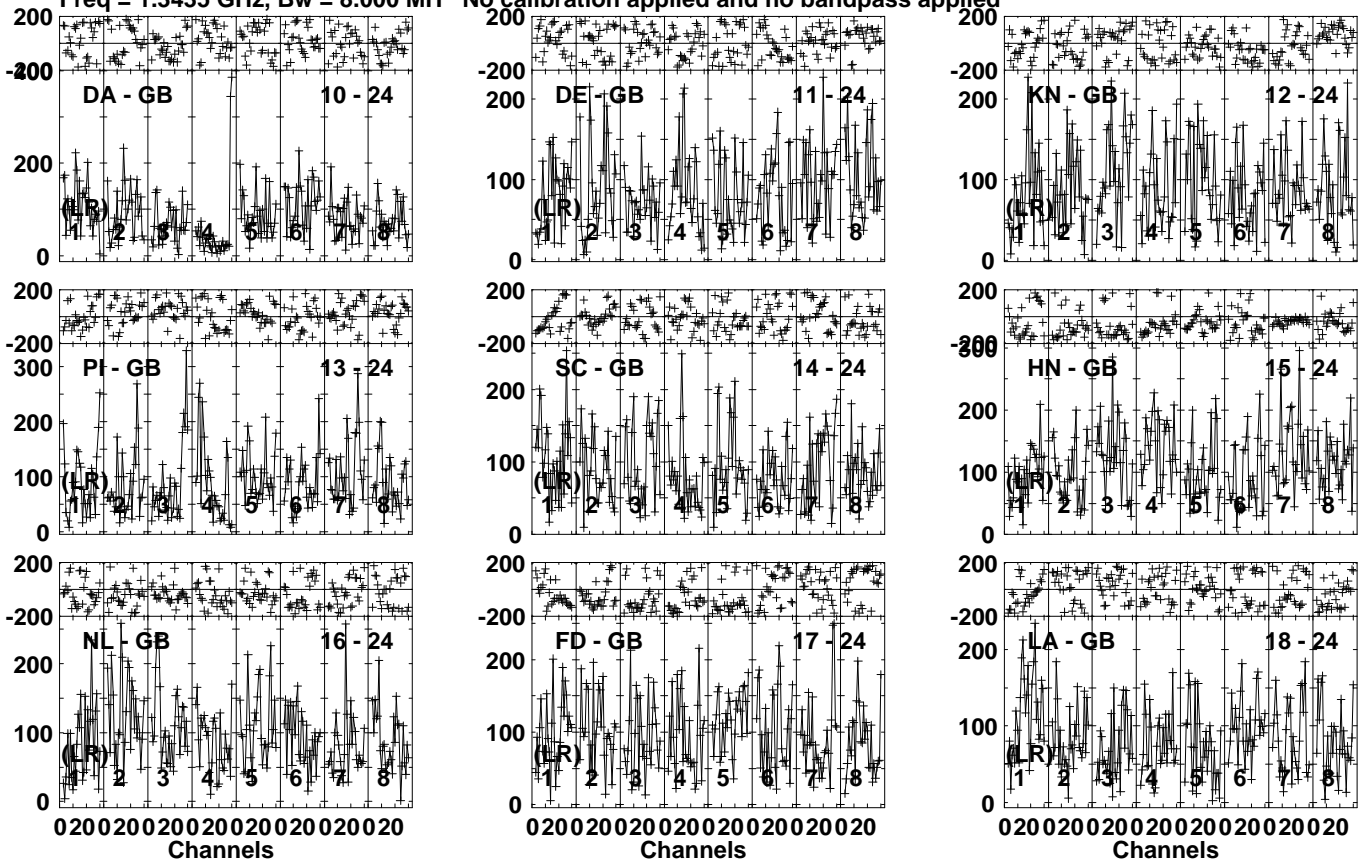 Freq = 1.3435 GHz, Bw = 8.000 MH No calibration applied and no bandpass applied
200 200 200
-200 -200 -200
400
DA - GB 10 - 24 DE - GB 11 - 24 KN - GB 12 - 24
200 200 200
100 100
(LR) (LR) (LR)
1 2 3 4 5 6 7 8 1 2 3 4 5 6 7 8 1 2 3 4 5 6 7 8
0 0 0
200 200 200
-200 -200 -200
300 300
PI - GB 13 - 24 SC - GB 14 - 24 HN - GB 15 - 24
200 200 200
100 100 100
(LR) (LR) (LR)
1 2 3 4 5 6 7 8 1 2 3 4 5 6 7 8 1 2 3 4 5 6 7 8
0 0 0
200 200 200
-200 -200 -200
NL - GB 16 - 24 FD - GB 17 - 24 LA - GB 18 - 24
200 200 200
100 100 100
(LR) (LR) (LR)
1 2 3 4 5 6 7 8 1 2 3 4 5 6 7 8 1 2 3 4 5 6 7 8
0 0 0
0 20 0 20 0 20 0 20 0 20 0 20 0 20 0 20 0 20 0 20 0 20 0 20 0 20 0 20 0 20 0 20 0 20 0 20 0 20 0 20 0 20 0 20 0 20 0 20
Channels Channels Channels